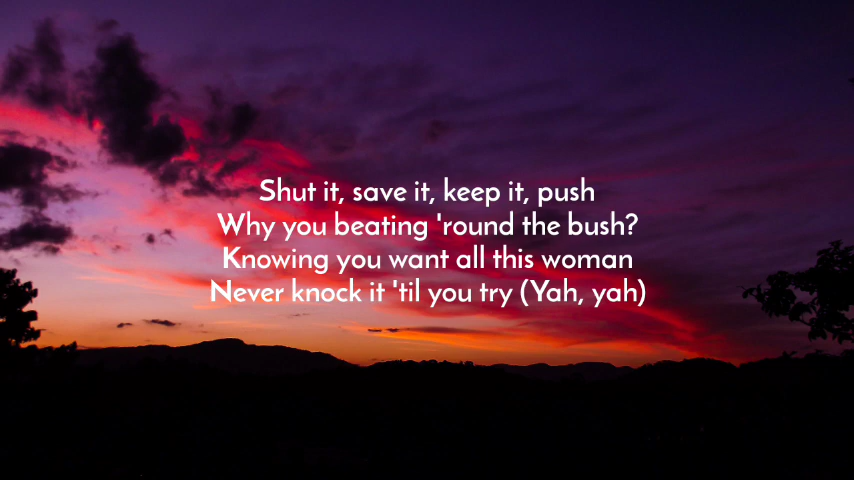 Shut it, save it, keep it, push
Why you beating 'round the bush?
Knowing you want all this woman
Never knock it 'til you try (Yah, yah)